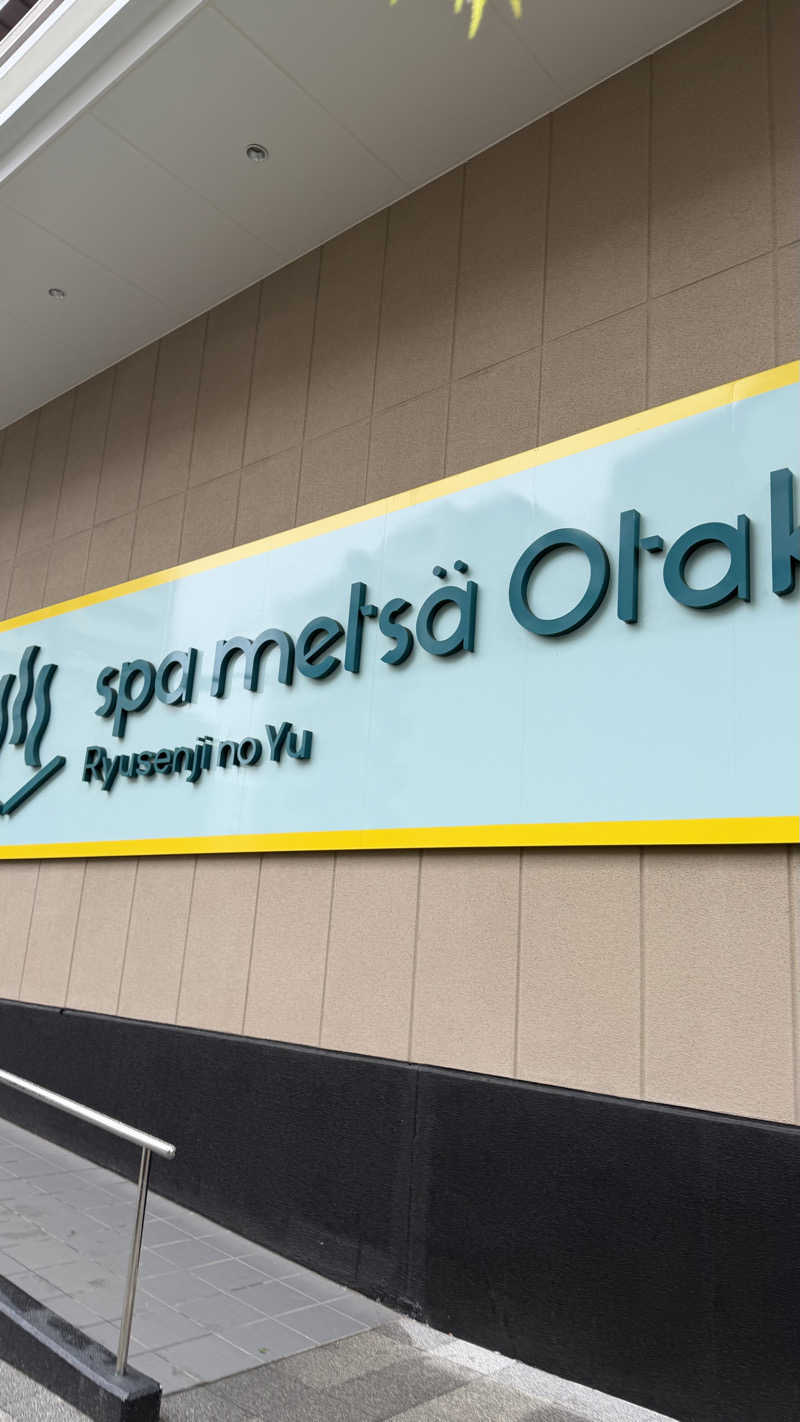 spa metsä Otak
Ryusenji no Yu